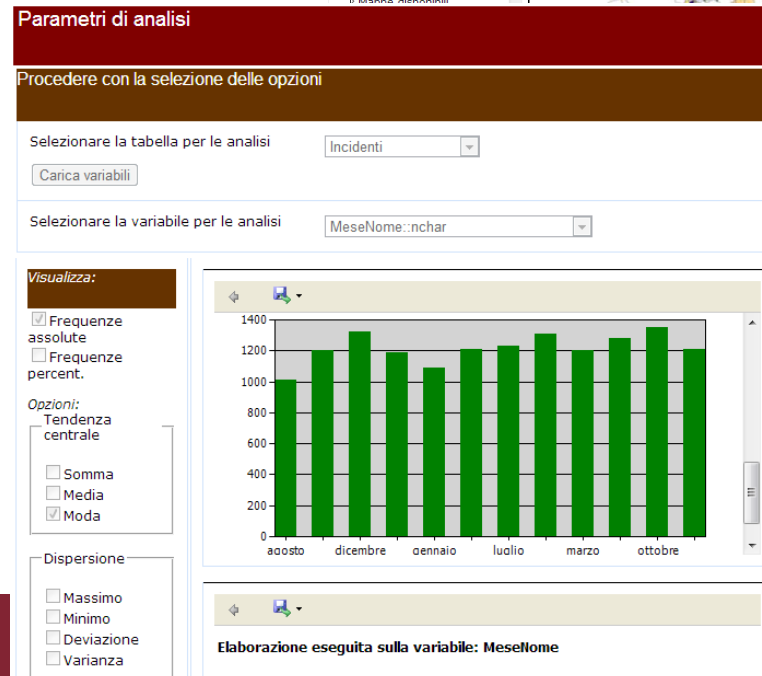 Parametri di analisi
Procedere con la selezione delle opzioni
Selezionare la tabella per le analisi
Incidenti
Carica variabili
Selezionare la variabile per le analisi
MeseNome::nchar
Visualizza:
Frequenze
assolute
Frequenze
percent.
Opzioni:
Tendenza
centrale
Somma
Media
Moda
Dispersione
Massimo
Minimo
Deviazione
Varianza
1400
1200
1000
800
600
400
200
0
agosto dicembre gennaio luglio marzo ottobre
Elaborazione eseguita sulla variabile: MeseNome